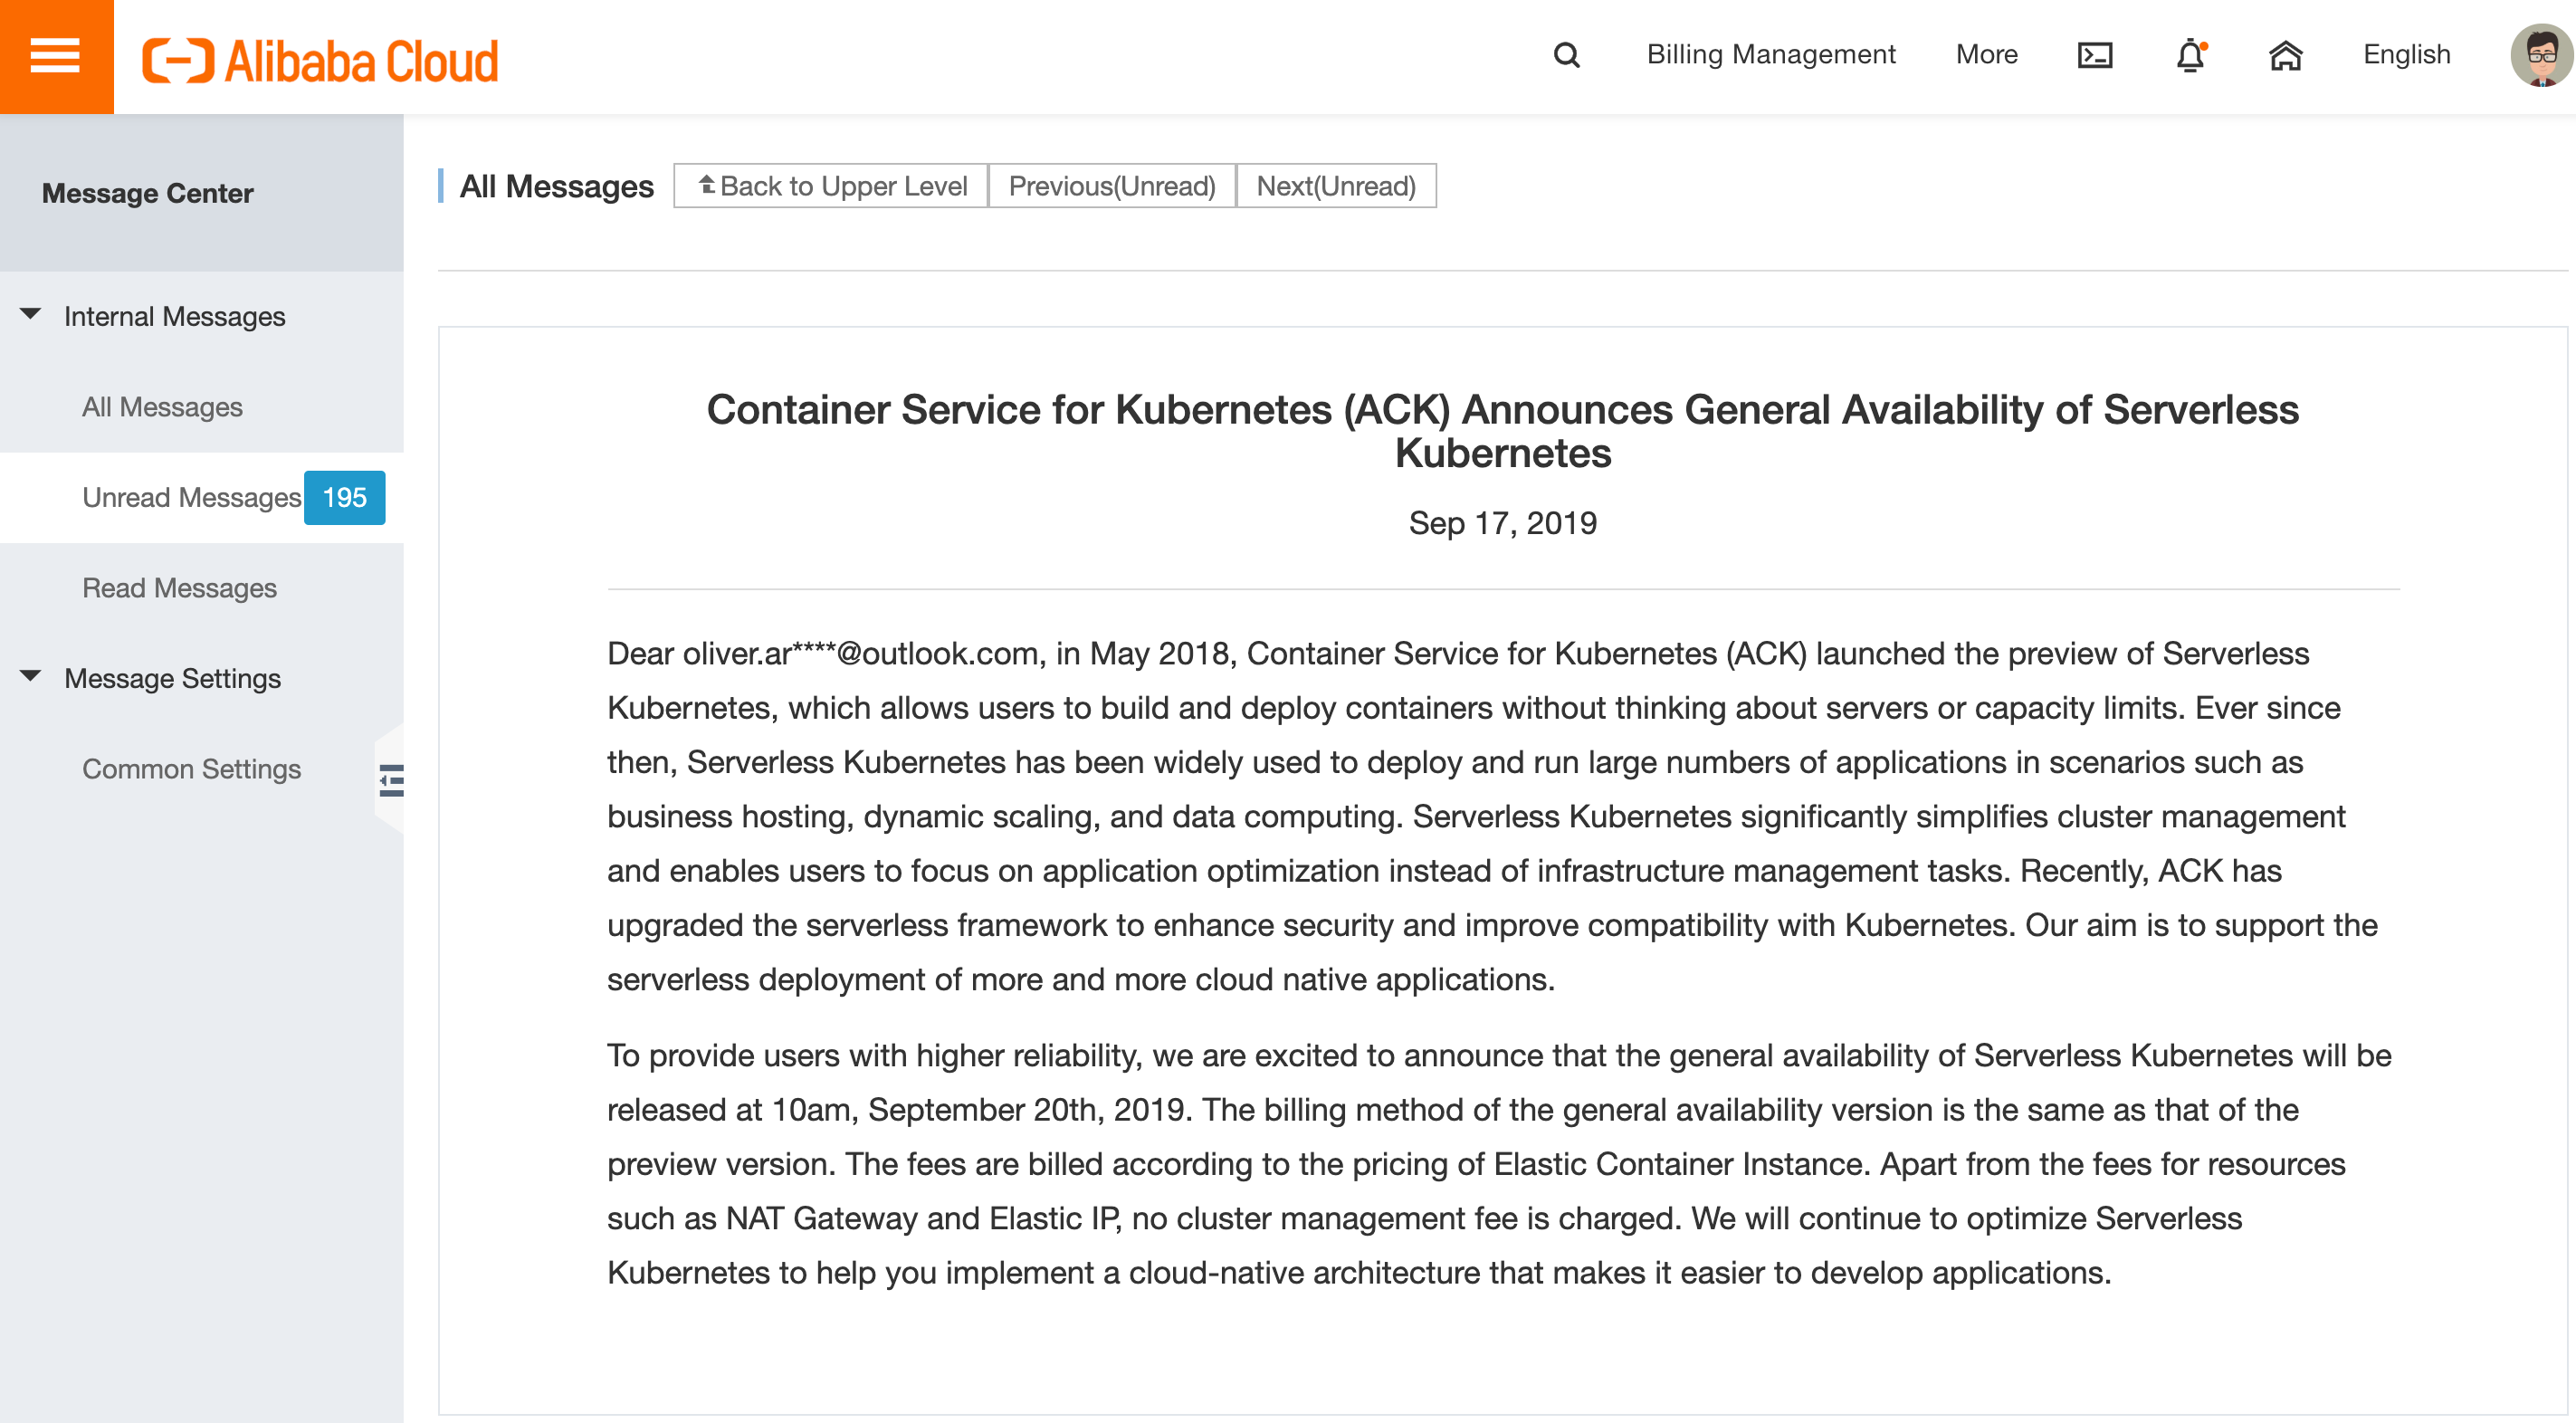 Alibaba Cloud
Billing Management
More
English
Message Center
Internal Messages
All Messages
Unread Messages 195
Read Messages
Message Settings
Common Settings
All Messages
Back to Upper Level
Previous(Unread)
Next(Unread)
Container Service for Kubernetes (ACK) Announces General Availability of Serverless
Kubernetes
Sep 17, 2019
Dear oliver.ar****@outlook.com, in May 2018, Container Service for Kubernetes (ACK) launched the preview of Serverless
Kubernetes, which allows users to build and deploy containers without thinking about servers or capacity limits. Ever since
then, Serverless Kubernetes has been widely used to deploy and run large numbers of applications in scenarios such as
business hosting, dynamic scaling, and data computing. Serverless Kubernetes significantly simplifies cluster management
and enables users to focus on application optimization instead of infrastructure management tasks. Recently, ACK has
upgraded the serverless framework to enhance security and improve compatibility with Kubernetes. Our aim is to support the
serverless deployment of more and more cloud native applications.
To provide users with higher reliability, we are excited to announce that the general availability of Serverless Kubernetes will be
released at 10am, September 20th, 2019. The billing method of the general availability version is the same as that of the
preview version. The fees are billed according to the pricing of Elastic Container Instance. Apart from the fees for resources
such as NAT Gateway and Elastic IP, no cluster management fee is charged. We will continue to optimize Serverless
Kubernetes to help you implement a cloud-native architecture that makes it easier to develop applications.